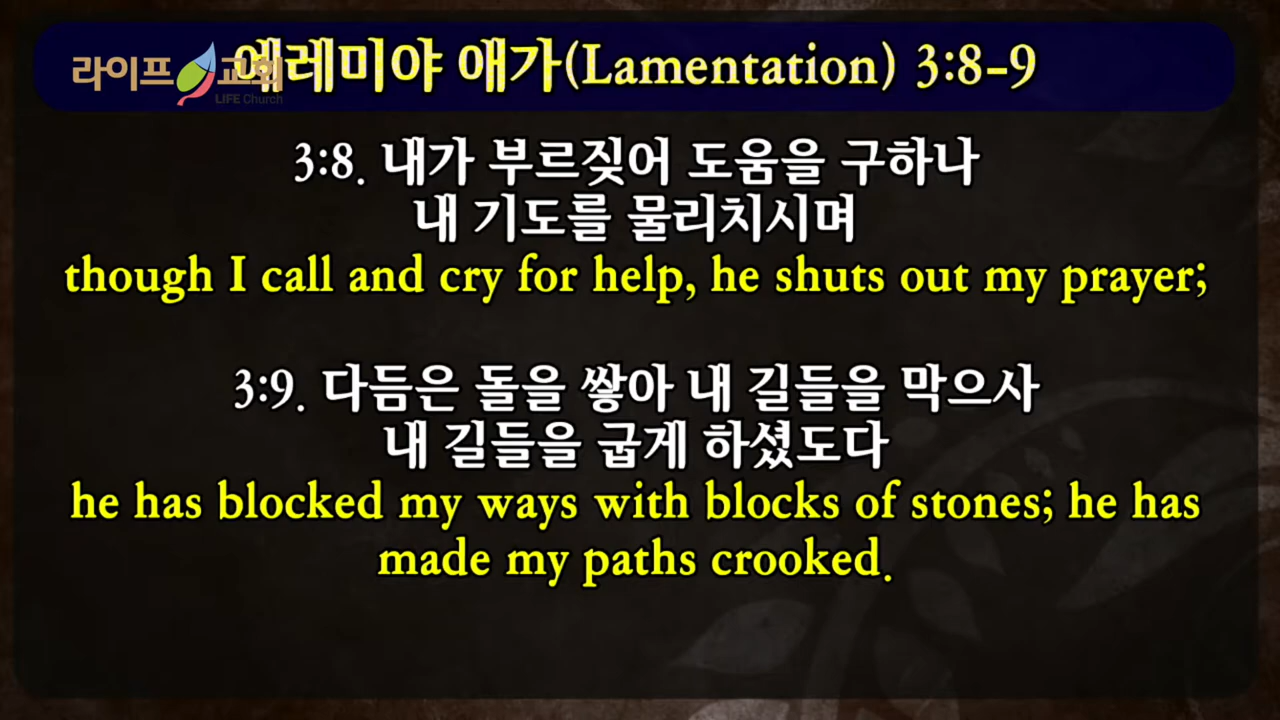 라이프교회
LIFE Church
예레미야 애가(Lamentation) 3:8-9
3:8. 내가 부르짖어 도움을 구하나
내 기도를 물리치시며
though I call and cry for help, he shuts out my prayer;
3:9. 다듬은 돌을 쌓아 내 길들을 막으사
내 길들을 굽게 하셨도다
he has blocked my ways with blocks of stones; he has
made my paths crooked.